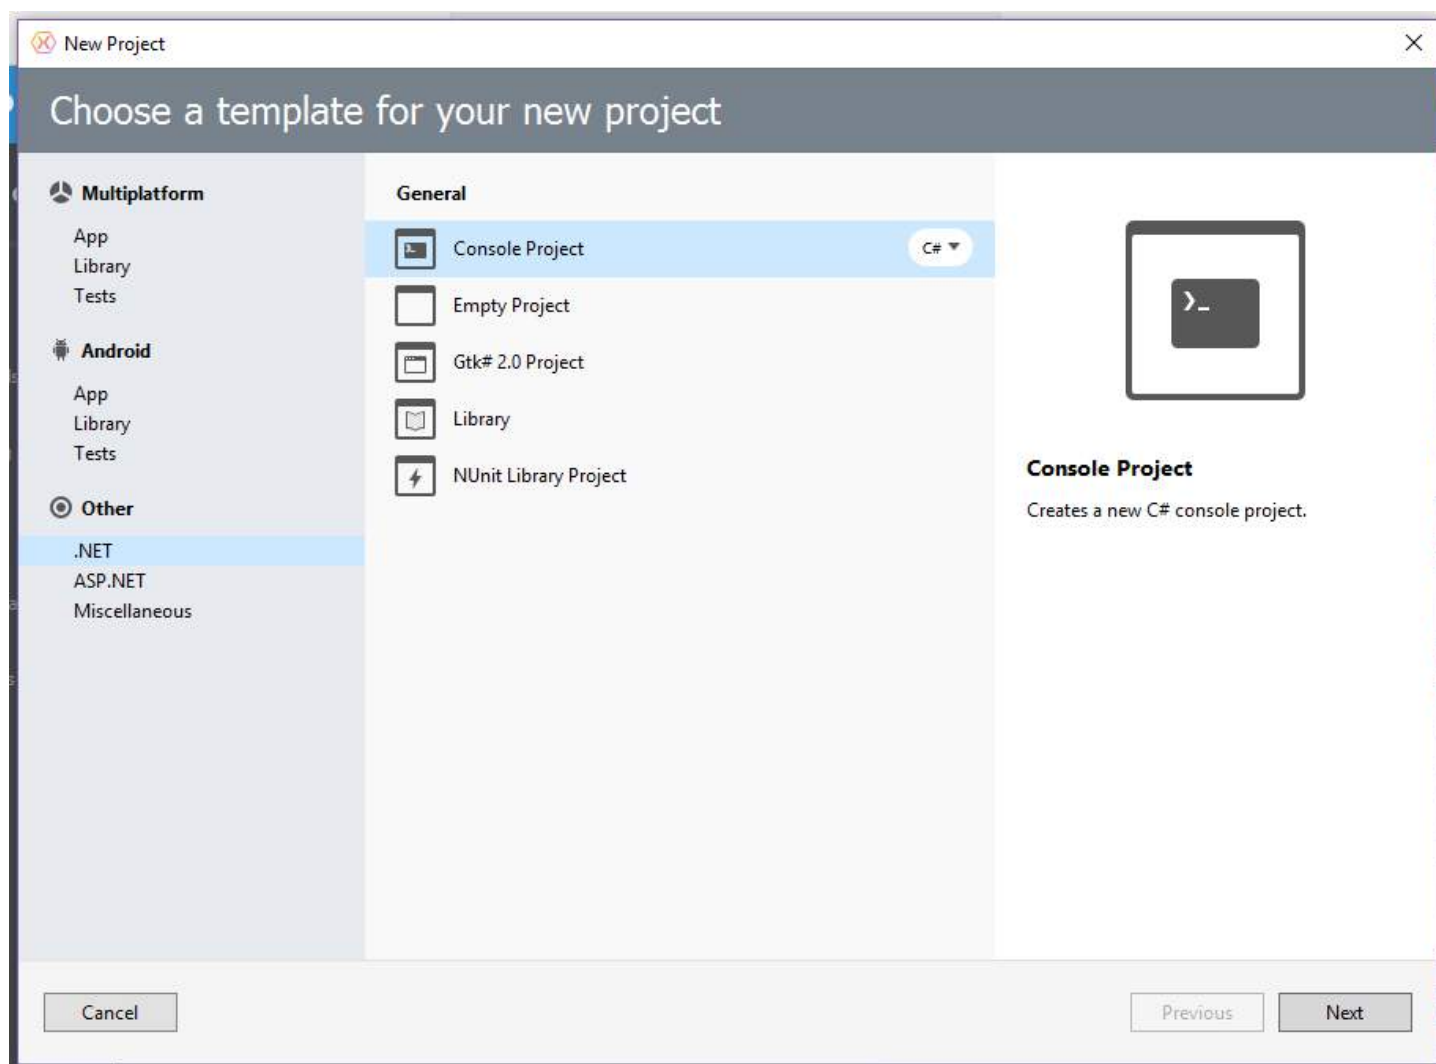 New Project
Choose a template for your new project
Multiplatform
App
Library
Tests
Android
App
Library
Tests
Other
.NET
ASP.NET
Miscellaneous
General
Console Project
C#
Empty Project
Gtk# 2.0 Project
Library
NUnit Library Project
Console Project
Creates a new C# console project.
Cancel
Previous
Next